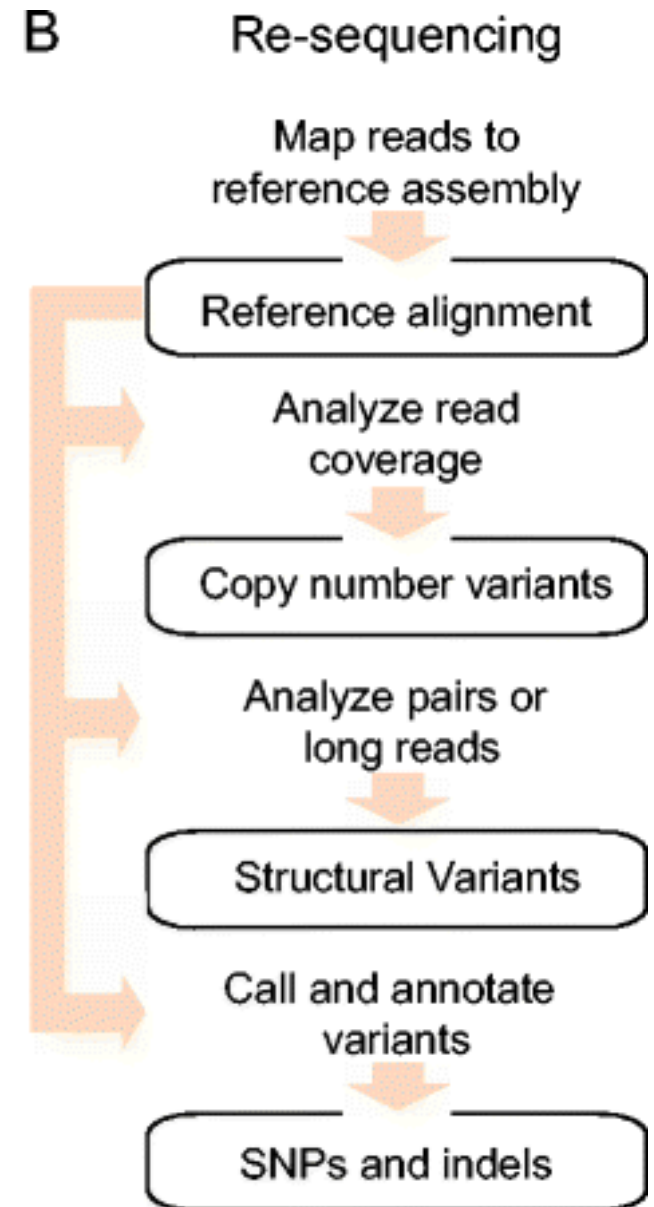 B
Re-sequencing
Map reads to
reference assembly
Reference alignment
Analyze read
coverage
Copy number variants
Analyze pairs or
long reads
Structural Variants
Call and annotate
variants
SNPs and indels